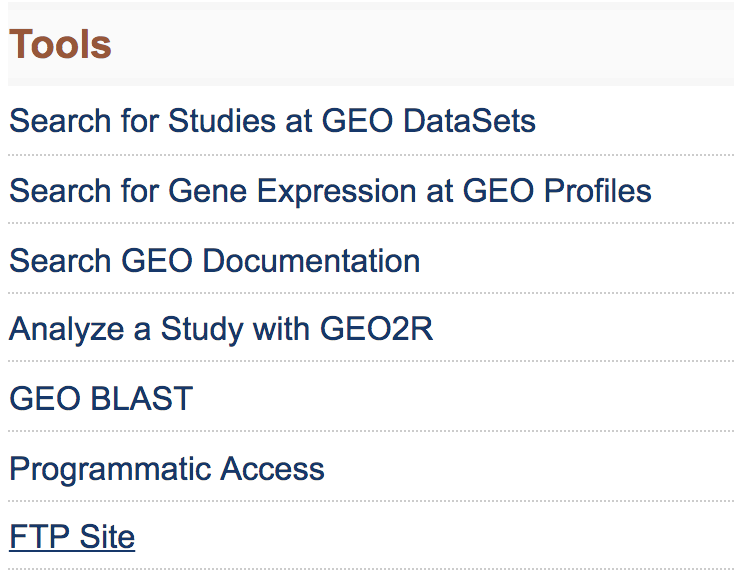 Tools
Search for Studies at GEO DataSets
Search for Gene Expression at GEO Profiles
Search GEO Documentation
Analyze a Study with GEO2R
GEO BLAST
Programmatic Access
FTP Site